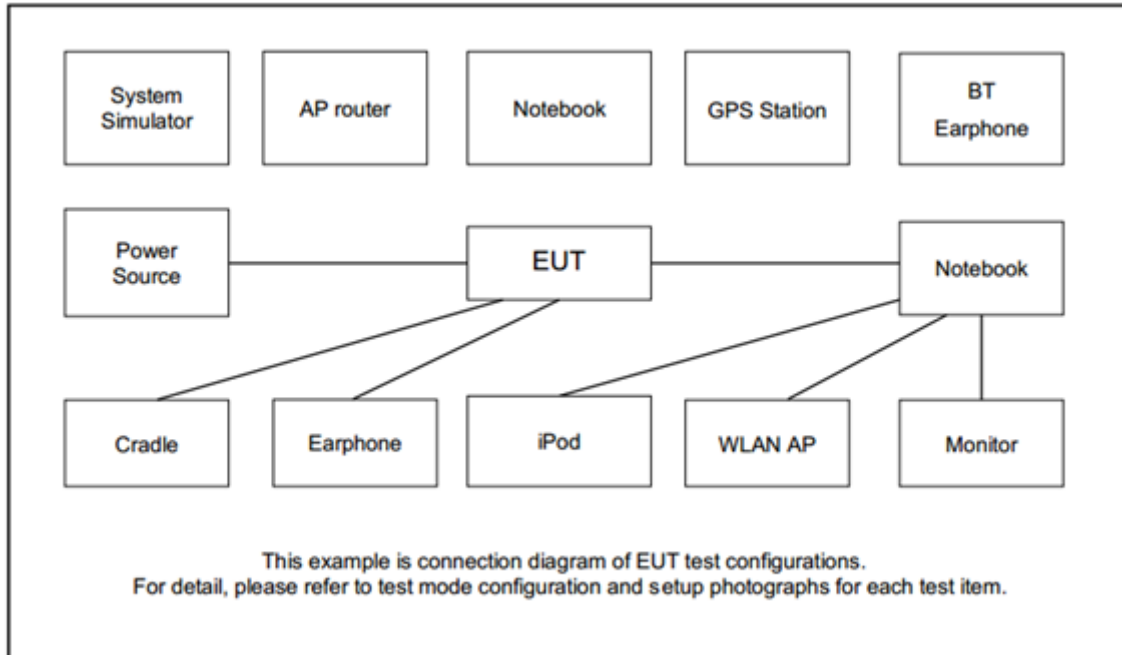 System
Simulator
AP router
Notebook
GPS Station
BT
Earphone
Power
Source
EUT
Notebook
Cradle
Earphone
iPod
WLAN AP
Monitor
This example is connection diagram of EUT test configurations.
For detail, please refer to test mode configuration and setup photographs for each test item.